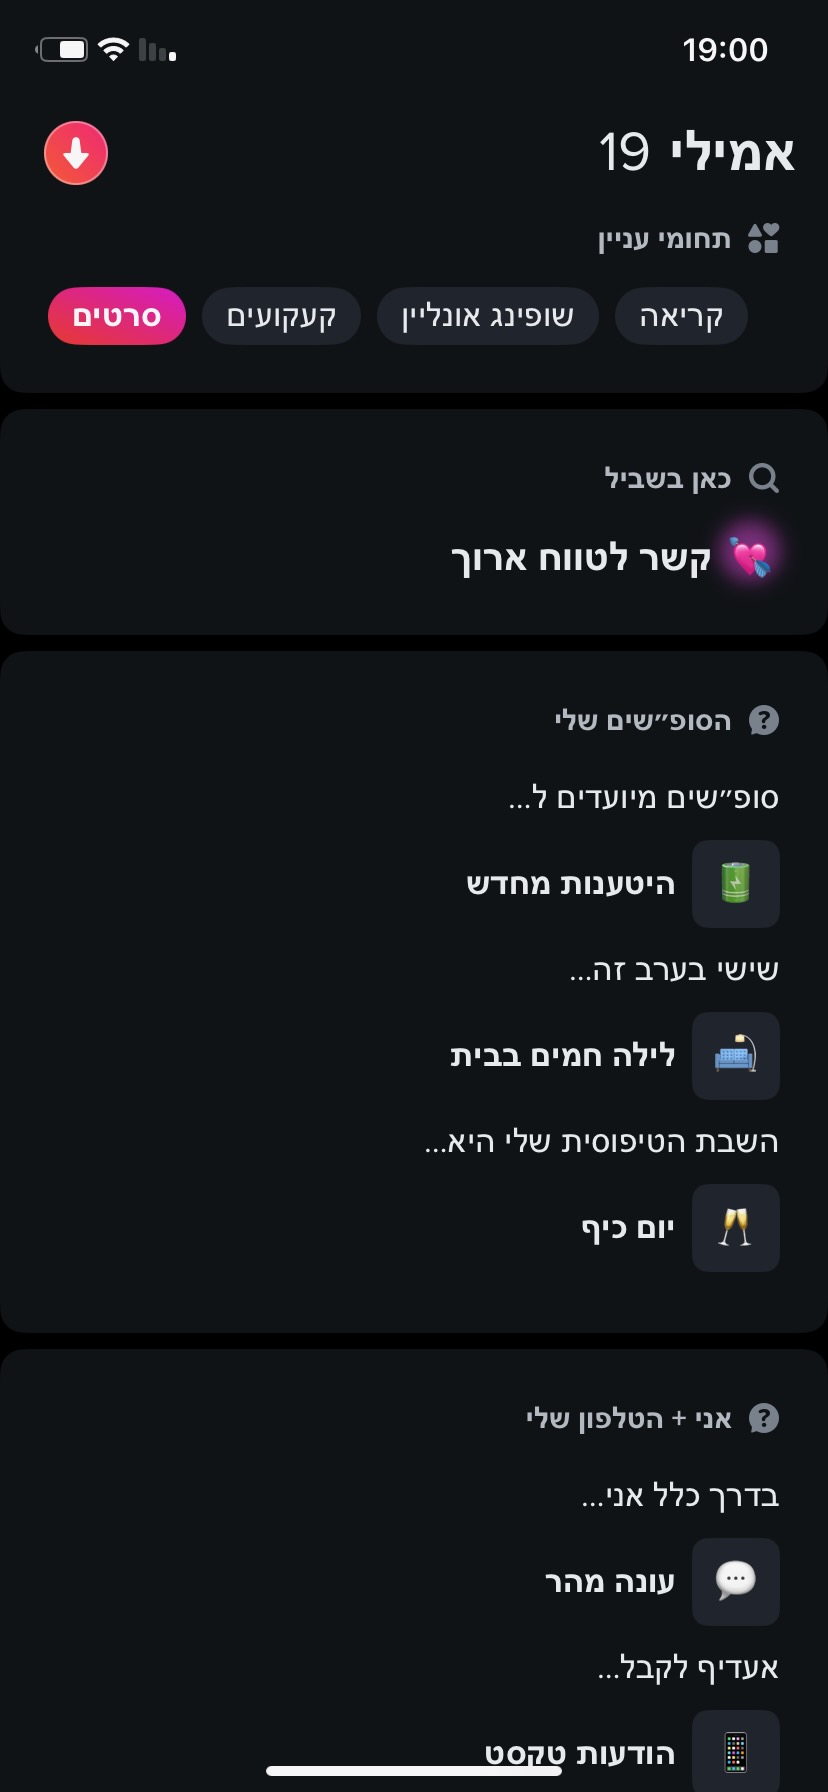 19:00
אמילי 19
תחומי עניין
קריאה שופינג אונליין קעקועים סרטים
כאן בשביל
קשר לטווח ארוך
הסופ״שים שלי
סופ״שים מיועדים ל...
היטענות מחדש
שישי בערב זה...
לילה חמים בבית
השבת הטיפוסית שלי היא...
יום כיף
אני + הטלפון שלי
בדרך כלל אני...
עונה מהר
אעדיף לקבל...
הודעות טקסט